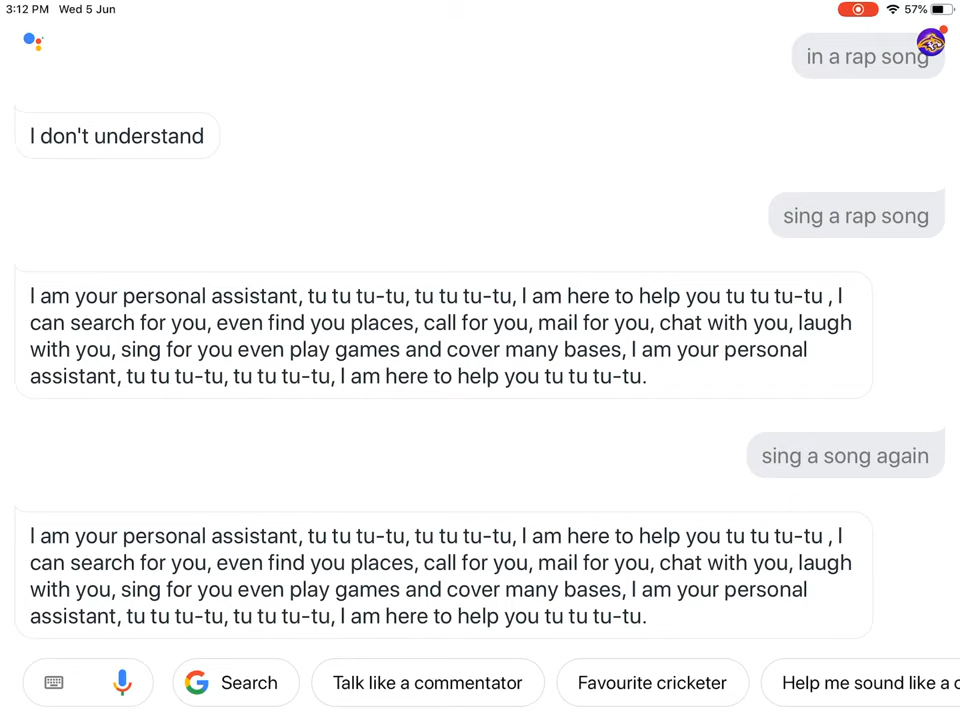 3:12 PM Wed 5 Jun 57%
in a rap song
I don't understand
sing a rap song
I am your personal assistant, tu tu tu-tu, tu tu tu-tu, I am here to help you tu tu tu-tu , I
can search for you, even find you places, call for you, mail for you, chat with you, laugh
with you, sing for you even play games and cover many bases, I am your personal
assistant, tu tu tu-tu, tu tu tu-tu, I am here to help you tu tu tu-tu.
sing a song again
I am your personal assistant, tu tu tu-tu, tu tu tu-tu, I am here to help you tu tu tu-tu , I
can search for you, even find you places, call for you, mail for you, chat with you, laugh
with you, sing for you even play games and cover many bases, I am your personal
assistant, tu tu tu-tu, tu tu tu-tu, I am here to help you tu tu tu-tu.
Search Talk like a commentator Favourite cricketer Help me sound like a